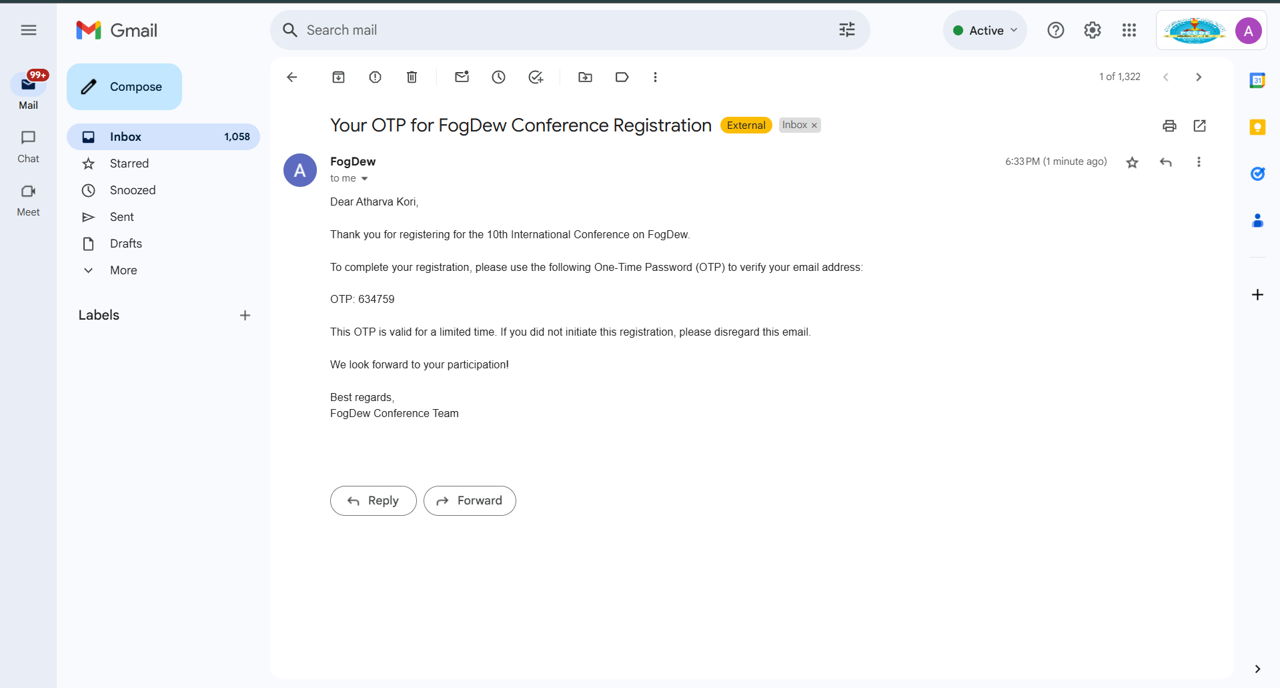 Gmail
Search mail
Active
A
99+
Mail
Compose
1 of 1,322
31
Your OTP for FogDew Conference Registration External Inbox ×
Inbox 1,058
Chat
Starred
A
FogDew
6:33 PM (1 minute ago)
to me
Snoozed
Meet
Sent
Drafts
More
Labels
Dear Atharva Kori,
Thank you for registering for the 10th International Conference on FogDew.
To complete your registration, please use the following One-Time Password (OTP) to verify your email address:
OTP: 634759
This OTP is valid for a limited time. If you did not initiate this registration, please disregard this email.
We look forward to your participation!
Best regards,
FogDew Conference Team
Reply
Forward